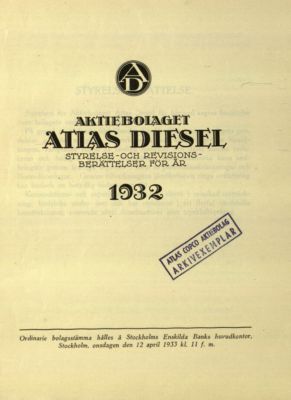 AD
AKTIEBOLAGET
ATLAS DIESEL
STYRELSE- OCH REVISIONS-
BERÄTTELSER FÖR ÅR
1932
ATLAS COPCO AKTIEBOLAG
ARKIVEXEMPLAR
Ordinarie bolagsstämma hålles å Stockholms Enskilda Banks huvudkontor,
Stockholm, onsdagen den 12 april 1933 kl. 11 f. m.